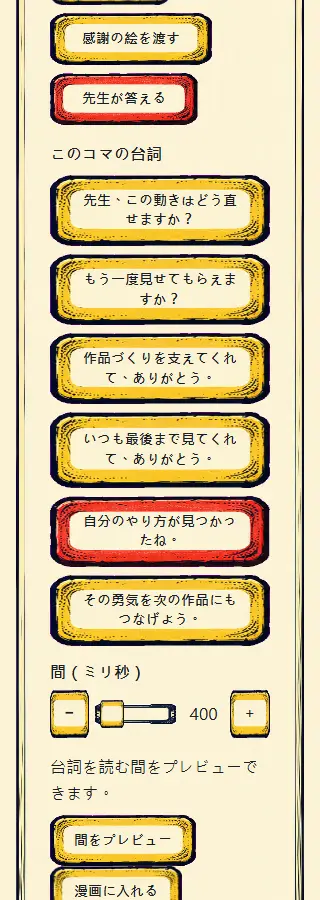 感謝の絵を渡す
先生が答える
このコマの台詞
先生、この動きはどう直
せますか？
もう一度見せてもらえま
すか？
作品づくりを支えてくれ
て、ありがとう。
いつも最後まで見てくれ
て、ありがとう。
自分のやり方が見つかっ
たね。
その勇気を次の作品にも
つなげよう。
間（ミリ秒）
− 400 +
台詞を読む間をプレビューで
きます。
間をプレビュー
漫画に入れる